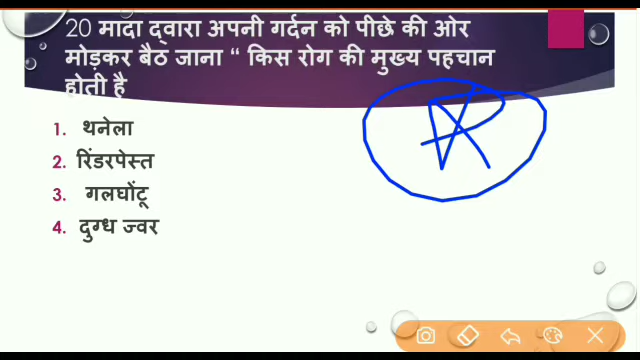 20 मादा द्वारा अपनी गर्दन को पीछे की ओर
मोड़कर बैठ जाना “ किस रोग की मुख्य पहचान
होती है
1. थनेला
2. रिंडरपेस्त
3. गलघोंटू
4. दुग्ध ज्वर